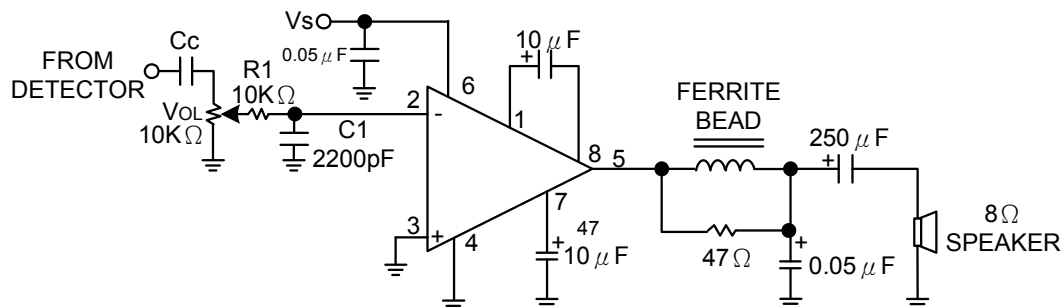 Vs
0.05 μF
10 μF
Cc
FROM
DETECTOR
R1
10KΩ
VOL
10KΩ
6
2
-
1
C1
2200pF
8
5
FERRITE
BEAD
250 μF
+
+
7
3
+
4
47
+
10 μF
47Ω
+
0.05 μF
8Ω
SPEAKER